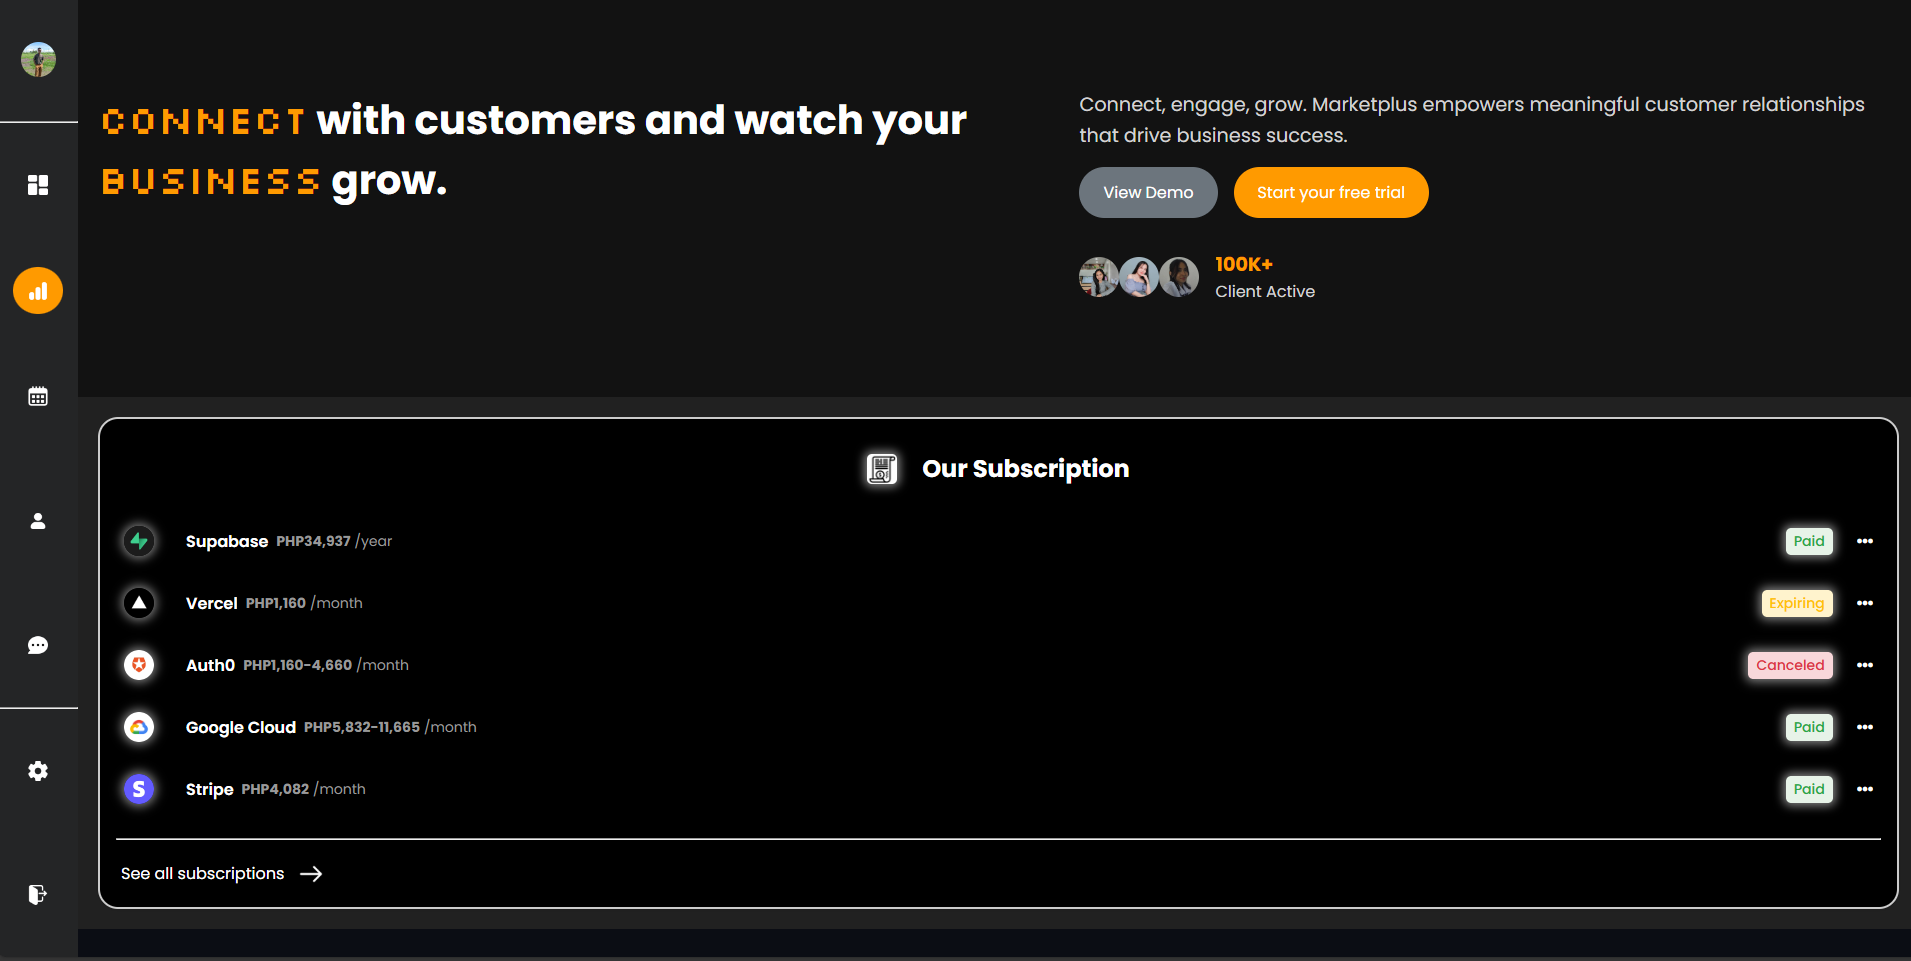 CONNECT with customers and watch your
BUSINESS grow.
Connect, engage, grow. Marketplus empowers meaningful customer relationships
that drive business success.
View Demo
Start your free trial
100K+
Client Active
Our Subscription
Supabase PHP34,937 /year Paid
Vercel PHP1,160 /month Expiring
Auth0 PHP1,160-4,660 /month Canceled
Google Cloud PHP5,832-11,665 /month Paid
S Stripe PHP4,082 /month Paid
See all subscriptions